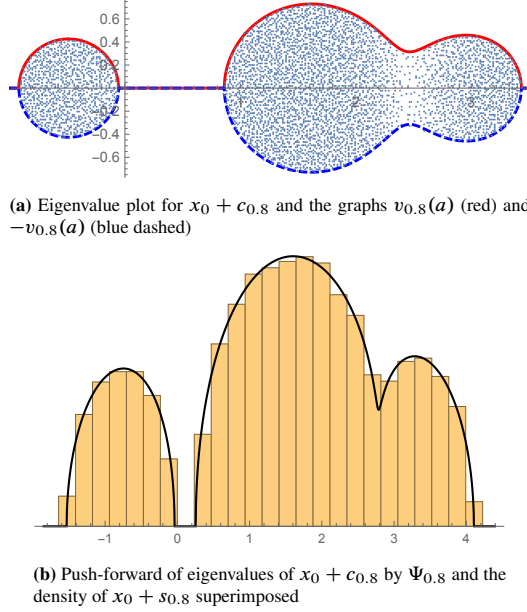 0.6
0.4
0.2
1
2
3
-0.2
-0.4
-0.6
(a) Eigenvalue plot for x₀ + c₀.₈ and the graphs v₀.₈(a) (red) and
−v₀.₈(a) (blue dashed)
-1 0 1 2 3 4
(b) Push-forward of eigenvalues of x₀ + c₀.₈ by Ψ₀.₈ and the
density of x₀ + s₀.₈ superimposed